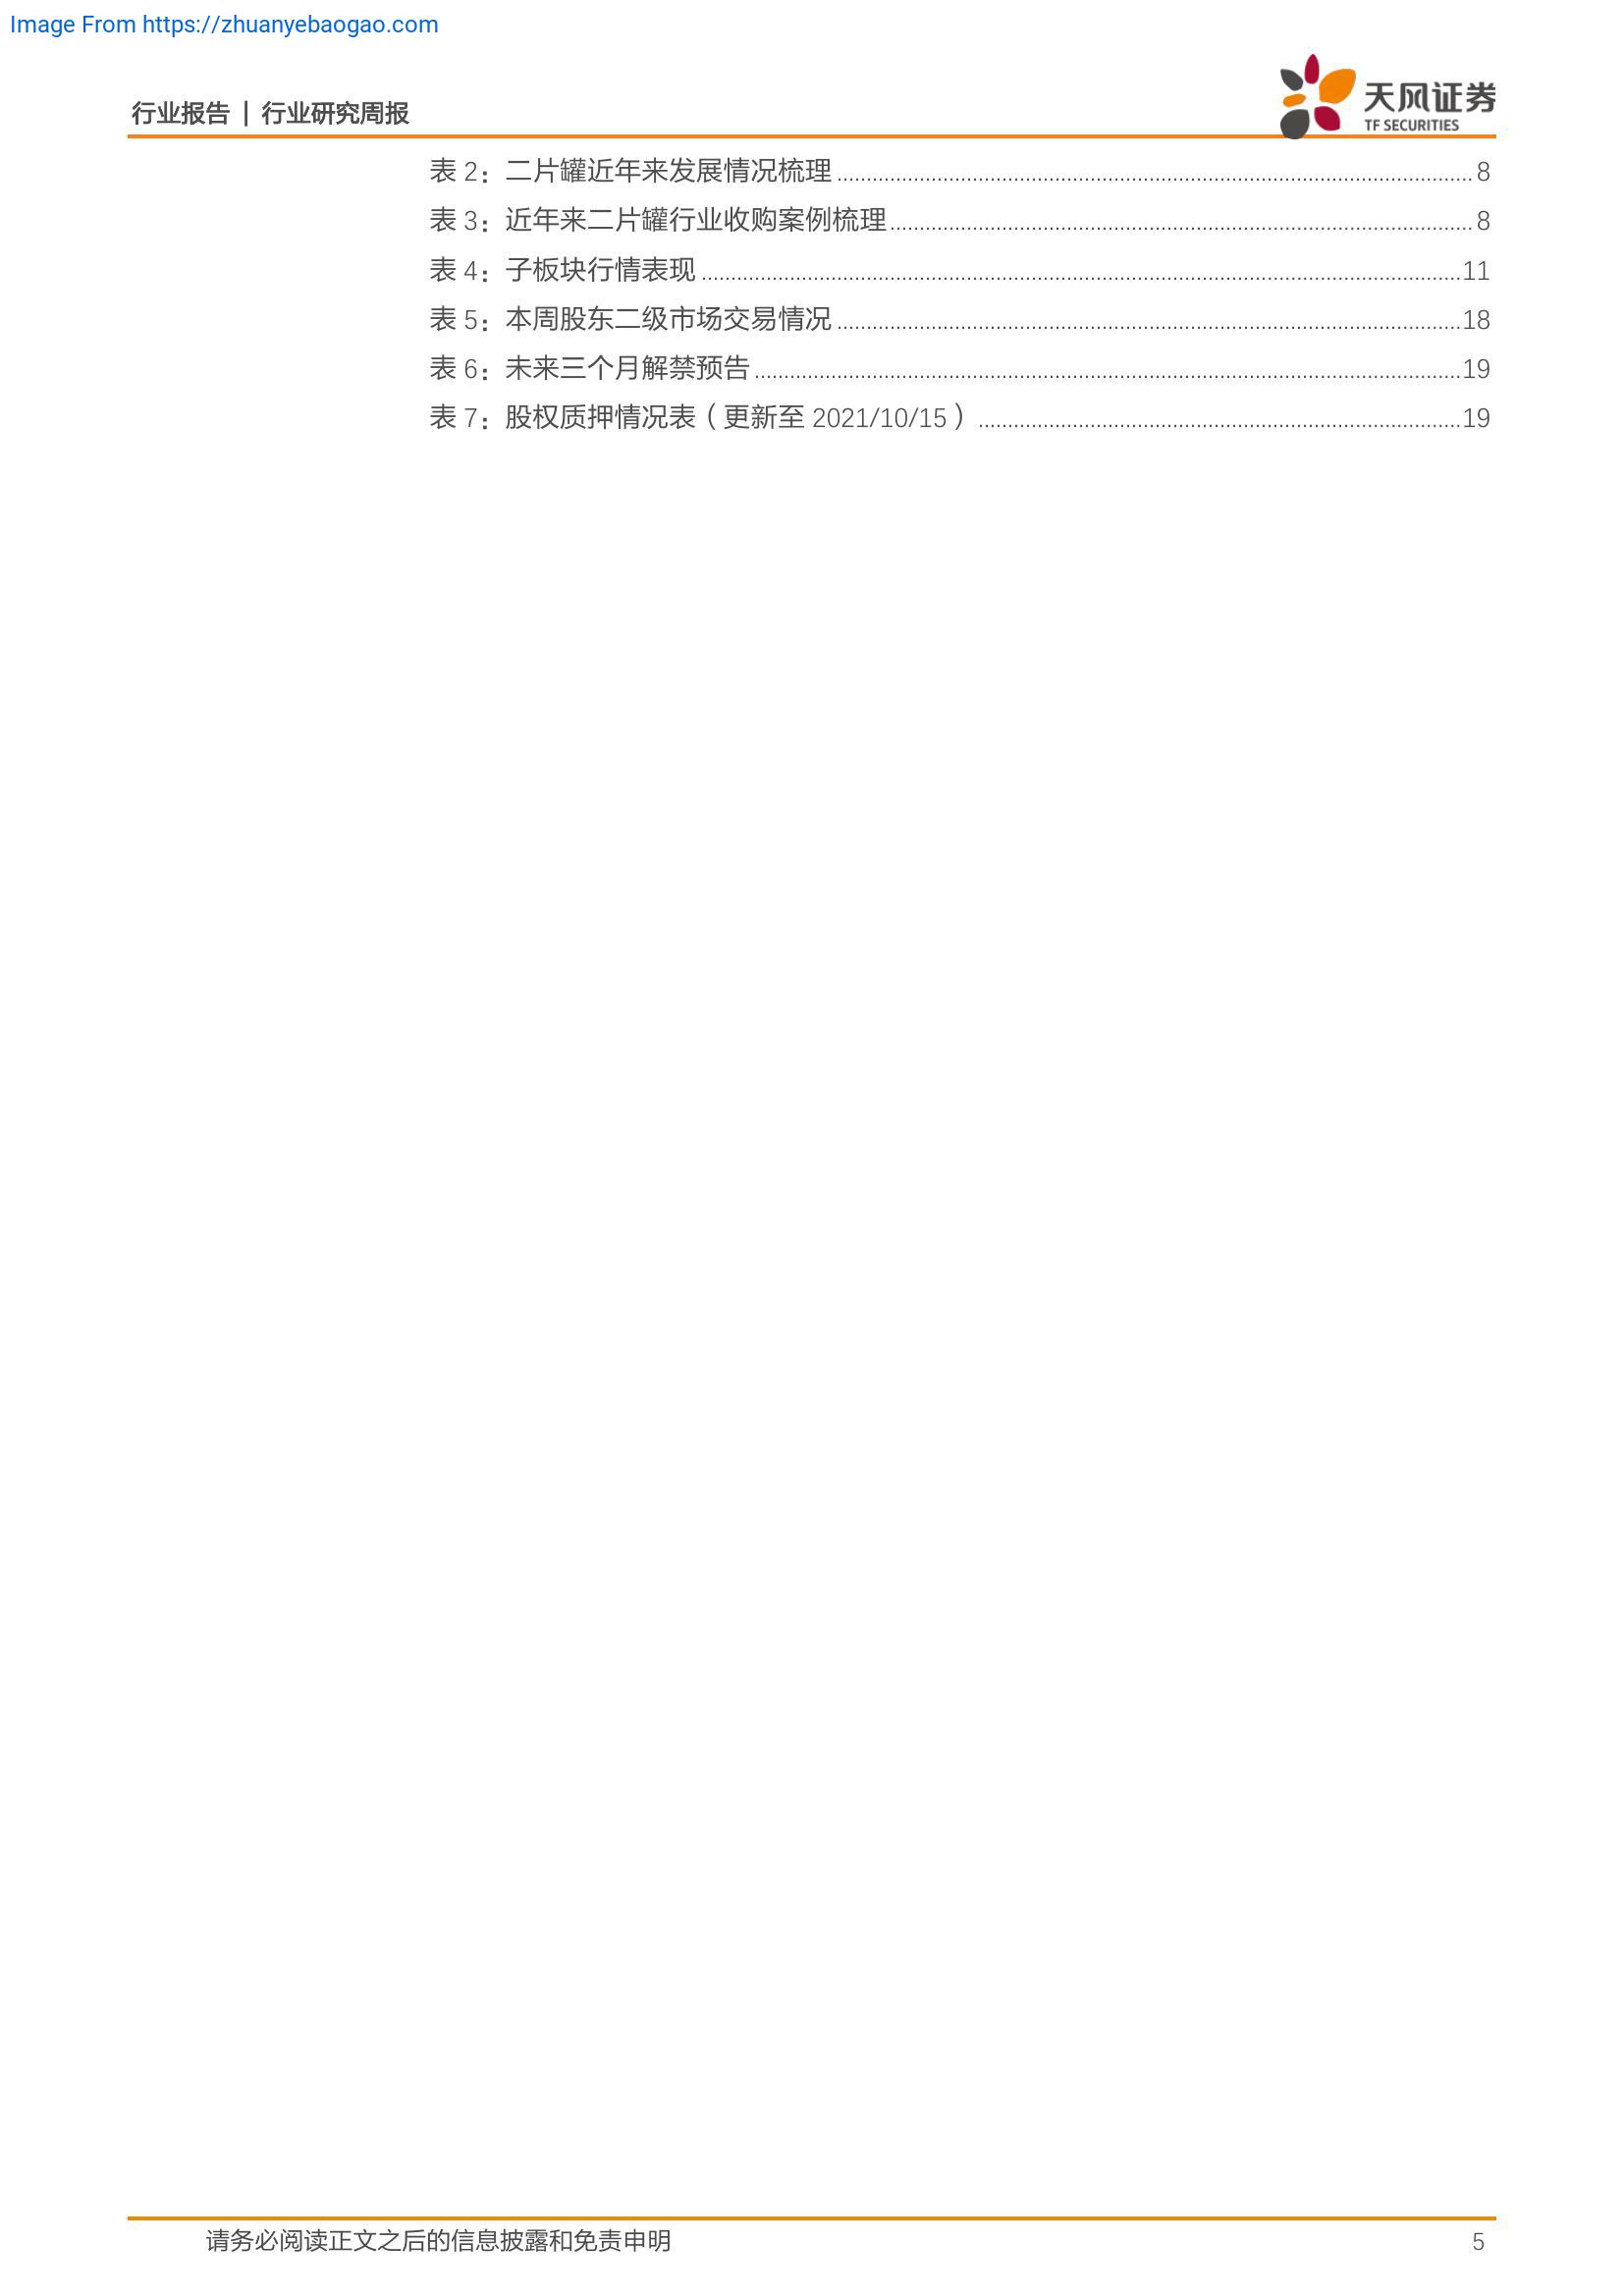 Image From https://zhuanyebaogao.com
行业报告 | 行业研究周报
天风证券
TF SECURITIES
表 2：二片罐近年来发展情况梳理 8
表 3：近年来二片罐行业收购案例梳理 8
表 4：子板块行情表现 11
表 5：本周股东二级市场交易情况 18
表 6：未来三个月解禁预告 19
表 7：股权质押情况表（更新至 2021/10/15） 19
请务必阅读正文之后的信息披露和免责申明 5